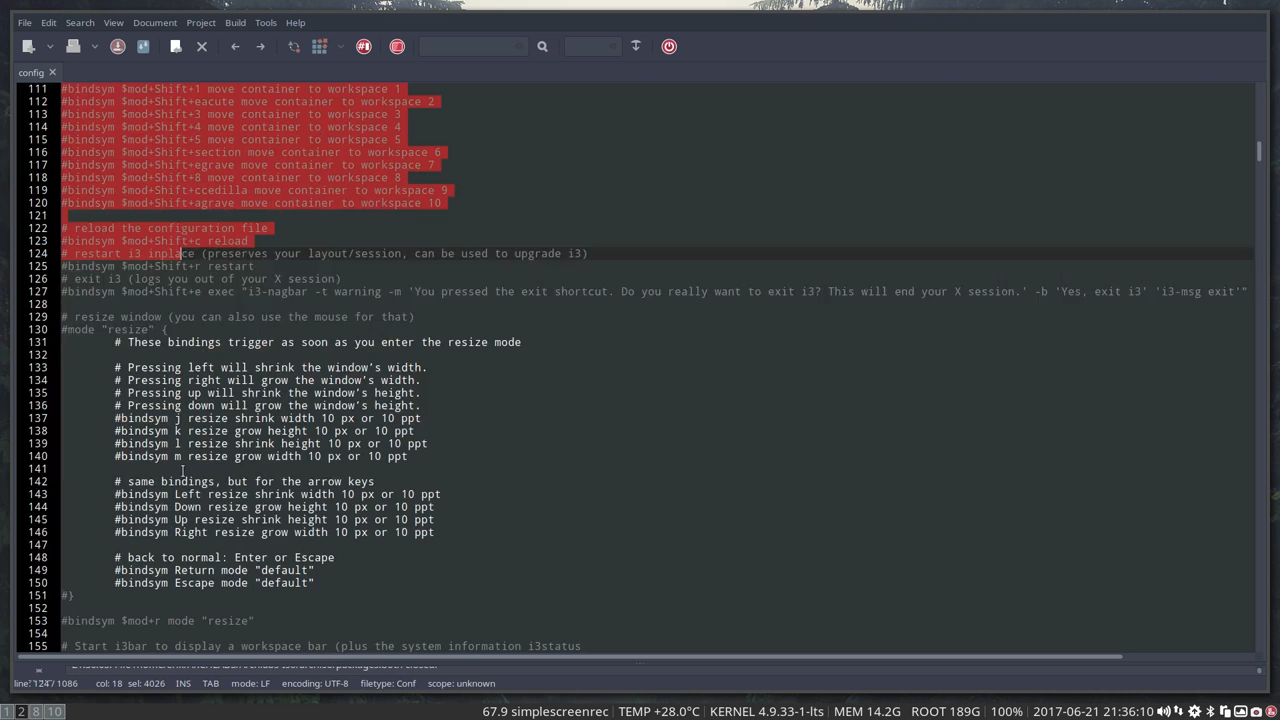 File Edit Search View Document Project Build Tools Help
config
111 #bindsym $mod+Shift+1 move container to workspace 1
112 #bindsym $mod+Shift+eacute move container to workspace 2
113 #bindsym $mod+Shift+3 move container to workspace 3
114 #bindsym $mod+Shift+4 move container to workspace 4
115 #bindsym $mod+Shift+5 move container to workspace 5
116 #bindsym $mod+Shift+section move container to workspace 6
117 #bindsym $mod+Shift+egrave move container to workspace 7
118 #bindsym $mod+Shift+8 move container to workspace 8
119 #bindsym $mod+Shift+ccedilla move container to workspace 9
120 #bindsym $mod+Shift+agrave move container to workspace 10
121
122 # reload the configuration file
123 #bindsym $mod+Shift+c reload
124 # restart i3 inplace (preserves your layout/session, can be used to upgrade i3)
125 #bindsym $mod+Shift+r restart
126 # exit i3 (logs you out of your X session)
127 #bindsym $mod+Shift+e exec "i3-nagbar -t warning -m 'You pressed the exit shortcut. Do you really want to exit i3? This will end your X session.' -b 'Yes, exit i3' 'i3-msg exit'"
128
129 # resize window (you can also use the mouse for that)
130 #mode "resize" {
131 # These bindings trigger as soon as you enter the resize mode
132
133 # Pressing left will shrink the window's width.
134 # Pressing right will grow the window's width.
135 # Pressing up will shrink the window's height.
136 # Pressing down will grow the window's height.
137 #bindsym j resize shrink width 10 px or 10 ppt
138 #bindsym k resize grow height 10 px or 10 ppt
139 #bindsym l resize shrink height 10 px or 10 ppt
140 #bindsym m resize grow width 10 px or 10 ppt
141
142 # same bindings, but for the arrow keys
143 #bindsym Left resize shrink width 10 px or 10 ppt
144 #bindsym Down resize grow height 10 px or 10 ppt
145 #bindsym Up resize shrink height 10 px or 10 ppt
146 #bindsym Right resize grow width 10 px or 10 ppt
147
148 # back to normal: Enter or Escape
149 #bindsym Return mode "default"
150 #bindsym Escape mode "default"
151 #}
152
153 #bindsym $mod+r mode "resize"
154
155 # Start i3bar to display a workspace bar (plus the system information i3status
line: 124 / 1086 col: 18 sel: 4026 INS TAB mode: LF encoding: UTF-8 filetype: Conf scope: unknown
1 2 8 10 67.9 simplescreenrec TEMP +28.0°C KERNEL 4.9.33-1-lts MEM 14.2G ROOT 189G 100% 2017-06-21 21:36:10